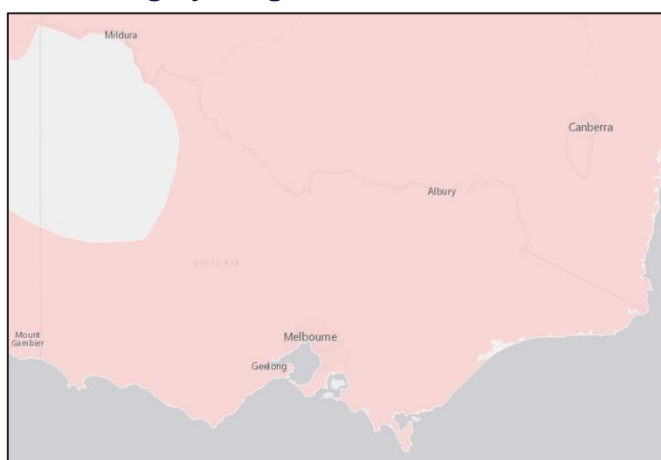 Mildura
Canberra
Albury
VICTORIA
Melbourne
Mount
Gambier
Geelong